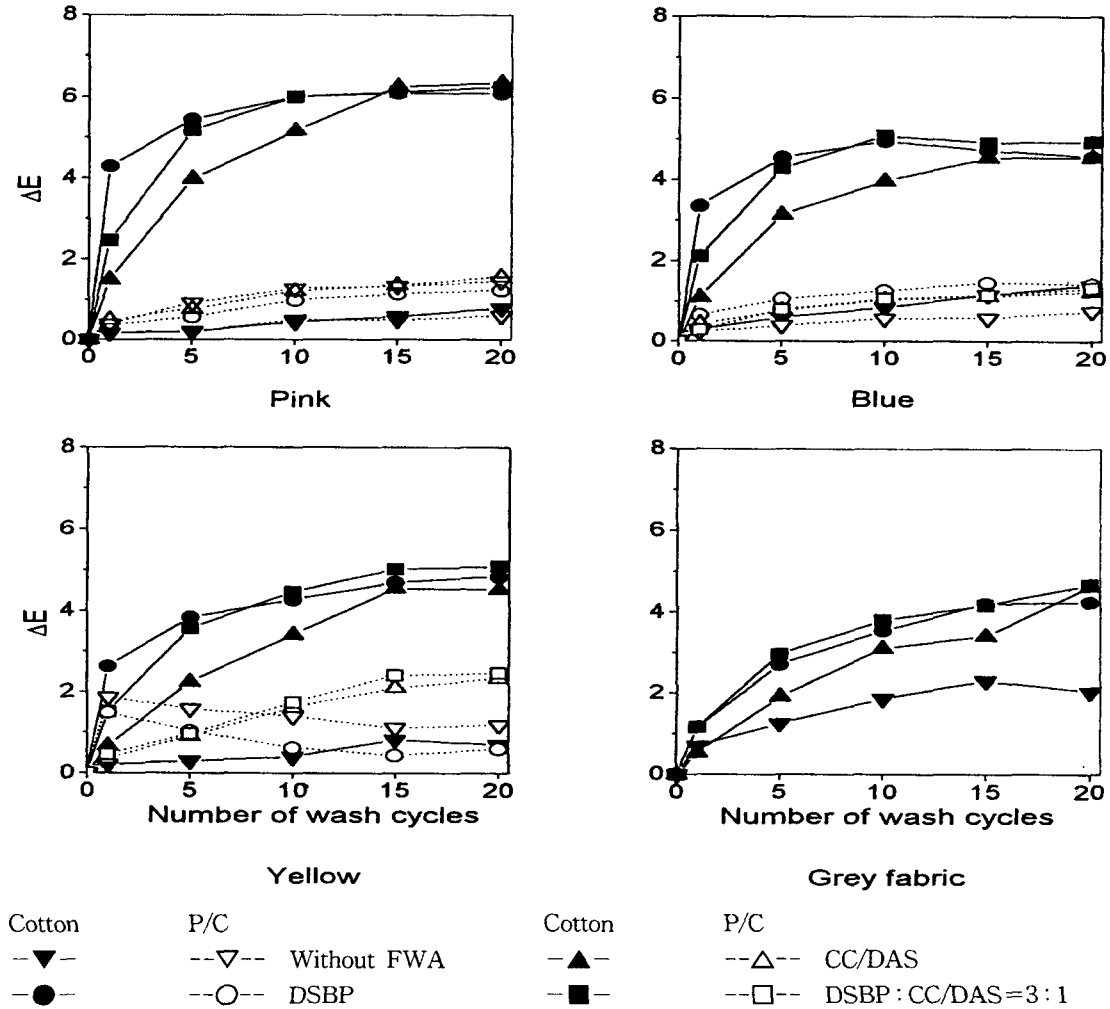 8
6
4
2
0
ΔE
0 5 10 15 20
Pink
8
6
4
2
0
0 5 10 15 20
Blue
8
6
4
2
0
ΔE
0 5 10 15 20
Number of wash cycles
Yellow
8
6
4
2
0
0 5 10 15 20
Number of wash cycles
Grey fabric
Cotton P/C Cotton P/C
Without FWA CC/DAS
DSBP DSBP : CC/DAS=3 : 1